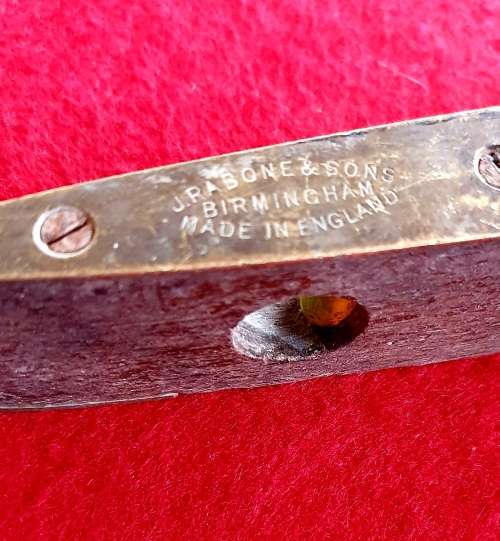 J.RABONE & SONS
BIRMINGHAM
MADE IN ENGLAND